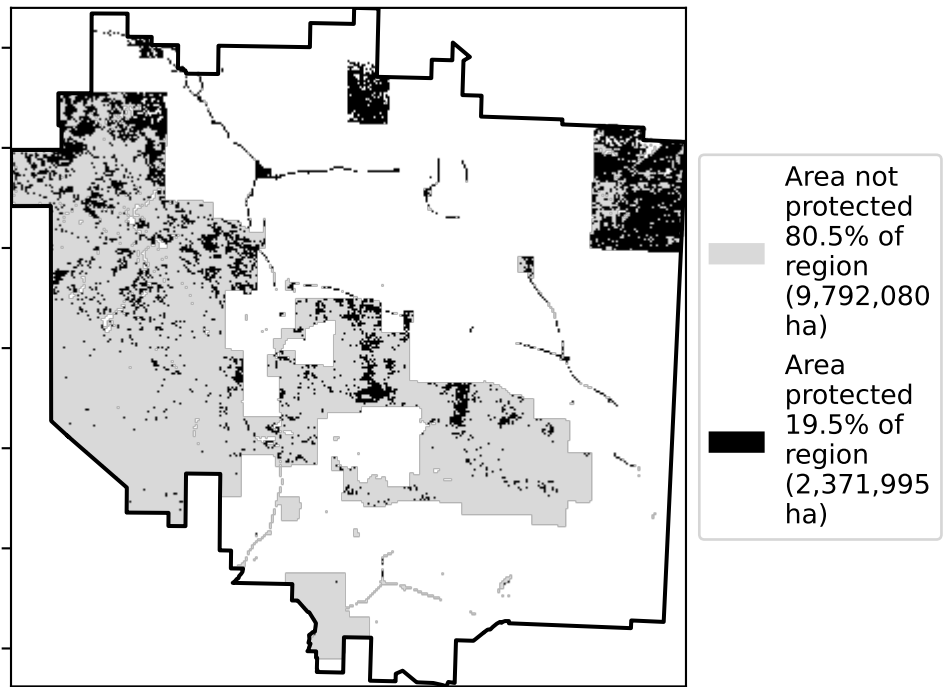 Area not
protected
80.5% of
region
(9,792,080
ha)
Area
protected
19.5% of
region
(2,371,995
ha)